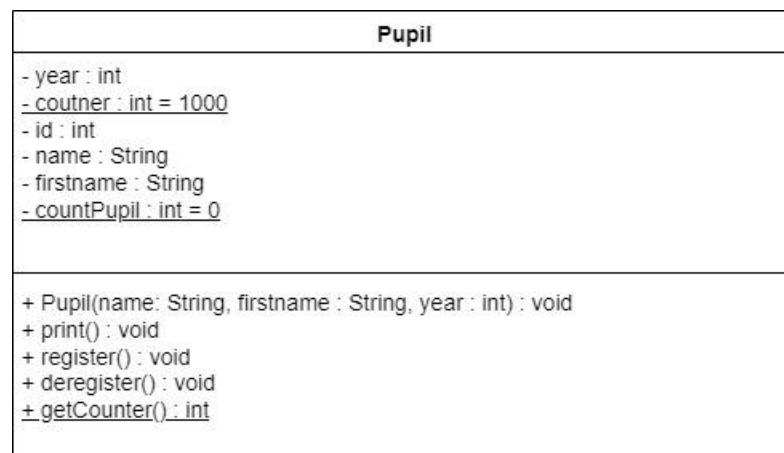 Pupil
- year : int
- coutner : int = 1000
- id : int
- name : String
- firstname : String
- countPupil : int = 0
+ Pupil(name: String, firstname : String, year : int) : void
+ print() : void
+ register() : void
+ deregister() : void
+ getCounter() : int